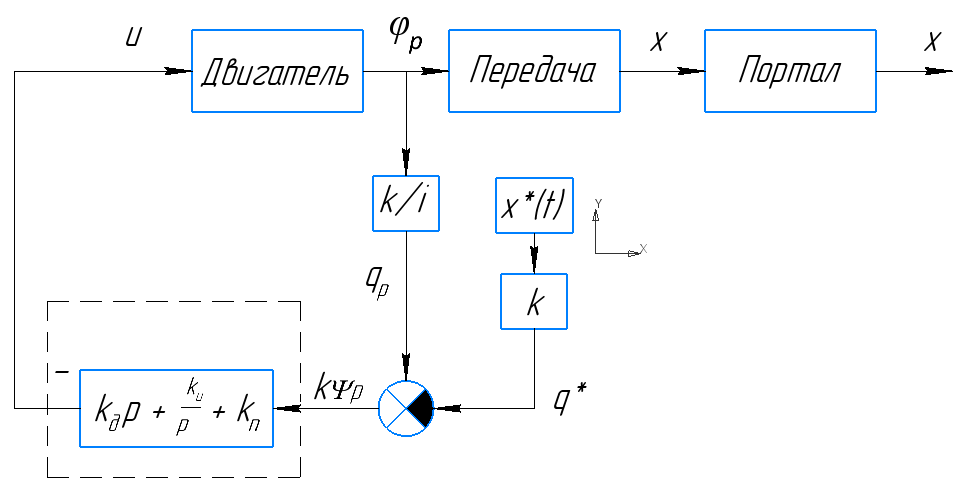 u
φp
x
x
Двигатель
Передача
Портал
k/i
x*(t)
Y
X
qp
k
–
kдp + kи/p + kп
kΨp
q*